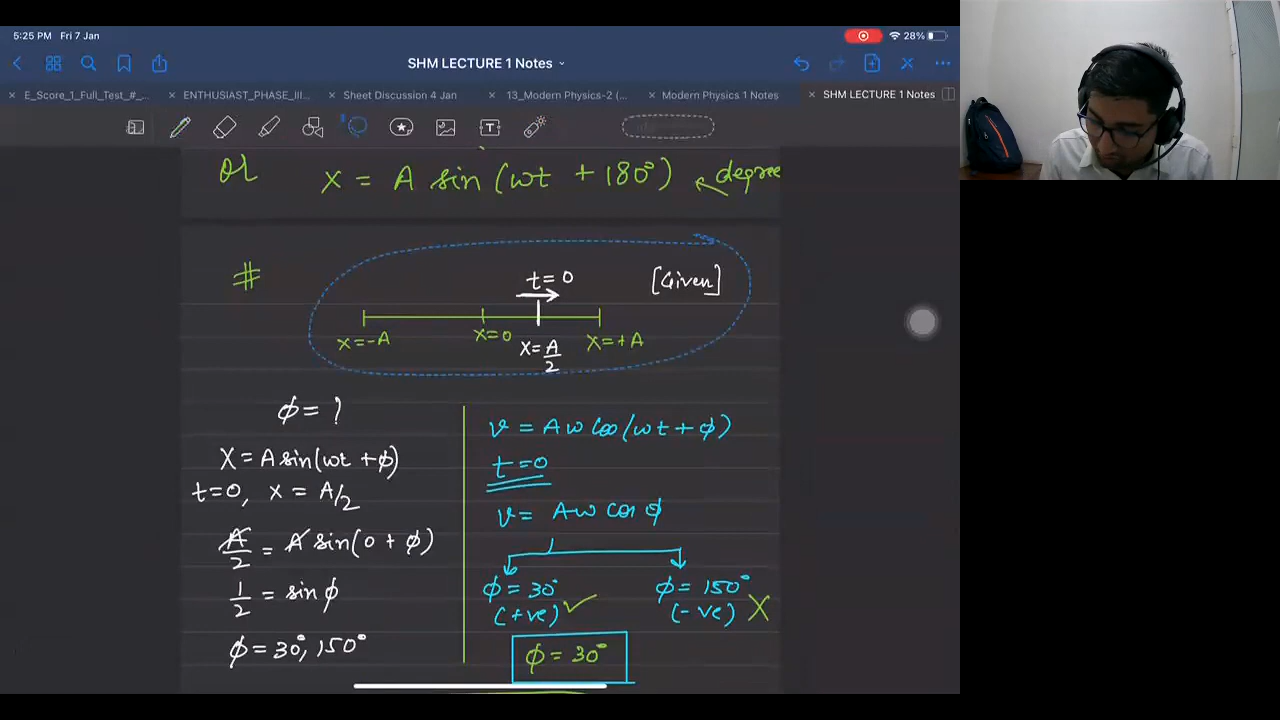 5:25 PM Fri 7 Jan
28%
SHM LECTURE 1 Notes
E_Score_1_Full_Test_#_...
ENTHUSIAST_PHASE_III...
Sheet Discussion 4 Jan
13_Modern Physics-2 (...
Modern Physics 1 Notes
SHM LECTURE 1 Notes
or x = A sin(ωt + 180°) degree
# t=0 [Given]
x=-A x=0 x=A/2 x=+A
ϕ = ?
x = A sin(ωt + ϕ)
t=0, x = A/2
A/2 = A sin(0 + ϕ)
1/2 = sin ϕ
ϕ = 30°, 150°
v = Aω cos(ωt + ϕ)
t=0
v = Aω cos ϕ
ϕ = 30° ϕ = 150°
(+ve) ✓ (-ve) X
ϕ = 30°